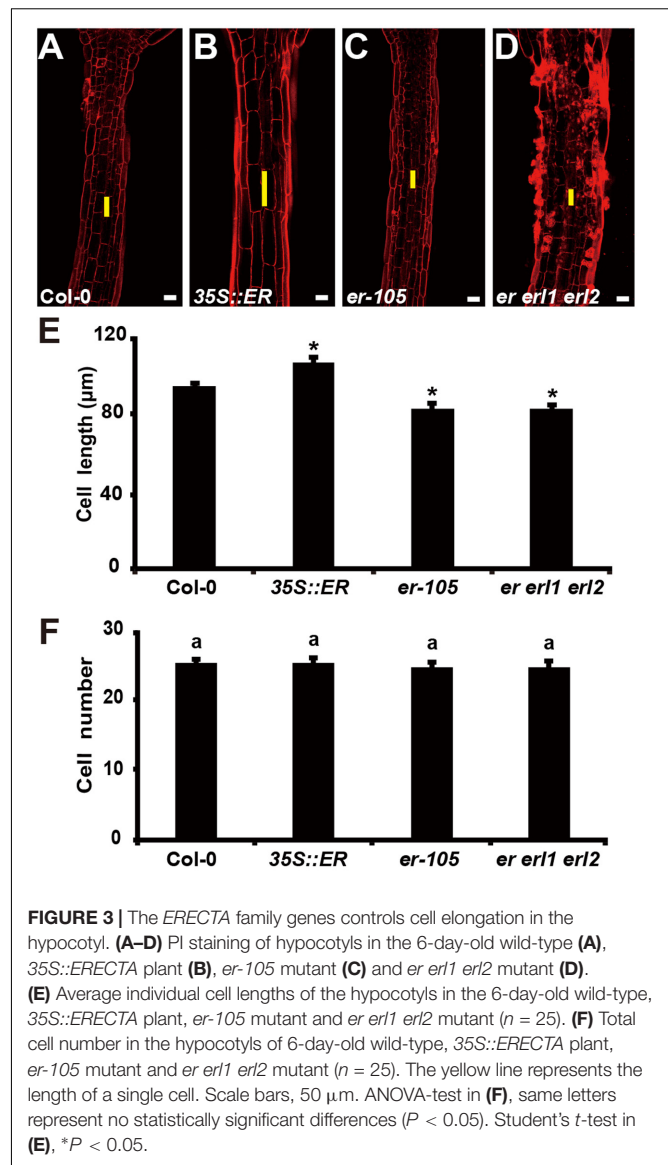 A
B
C
D
Col-0
35S::ER
er-105
er erl1 erl2
E
120
80
40
0
Cell length (µm)
*
*
*
Col-0
35S::ER
er-105
er erl1 erl2
F
30
20
10
0
Cell number
a
a
a
a
Col-0
35S::ER
er-105
er erl1 erl2
FIGURE 3 | The ERECTA family genes controls cell elongation in the
hypocotyl. (A–D) PI staining of hypocotyls in the 6-day-old wild-type (A),
35S::ERECTA plant (B), er-105 mutant (C) and er erl1 erl2 mutant (D).
(E) Average individual cell lengths of the hypocotyls in the 6-day-old wild-type,
35S::ERECTA plant, er-105 mutant and er erl1 erl2 mutant (n = 25). (F) Total
cell number in the hypocotyls of 6-day-old wild-type, 35S::ERECTA plant,
er-105 mutant and er erl1 erl2 mutant (n = 25). The yellow line represents the
length of a single cell. Scale bars, 50 μm. ANOVA-test in (F), same letters
represent no statistically significant differences (P < 0.05). Student's t-test in
(E), *P < 0.05.